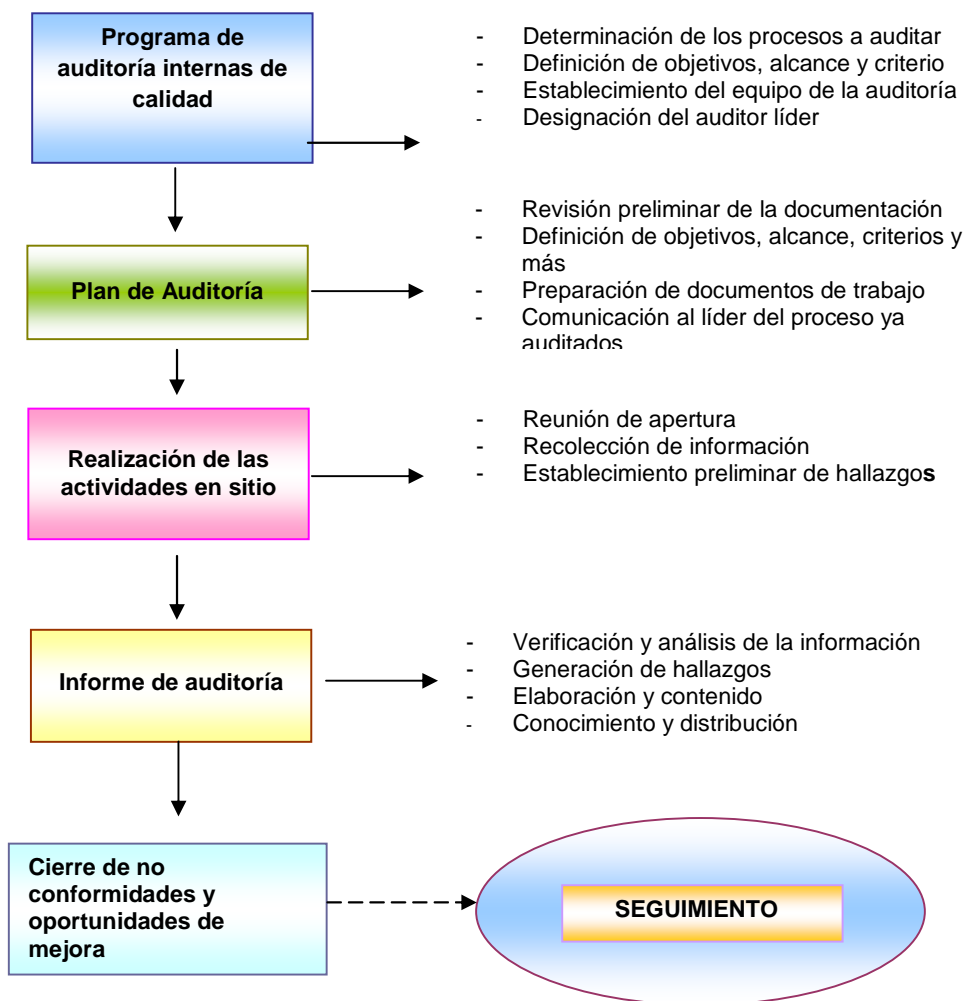 Programa de
auditoría internas de
calidad
- Determinación de los procesos a auditar
- Definición de objetivos, alcance y criterio
- Establecimiento del equipo de la auditoría
- Designación del auditor líder
Plan de Auditoría
- Revisión preliminar de la documentación
- Definición de objetivos, alcance, criterios y
más
- Preparación de documentos de trabajo
- Comunicación al líder del proceso ya
auditados
Realización de las
actividades en sitio
- Reunión de apertura
- Recolección de información
- Establecimiento preliminar de hallazgos
Informe de auditoría
- Verificación y análisis de la información
- Generación de hallazgos
- Elaboración y contenido
- Conocimiento y distribución
Cierre de no
conformidades y
oportunidades de
mejora
SEGUIMIENTO